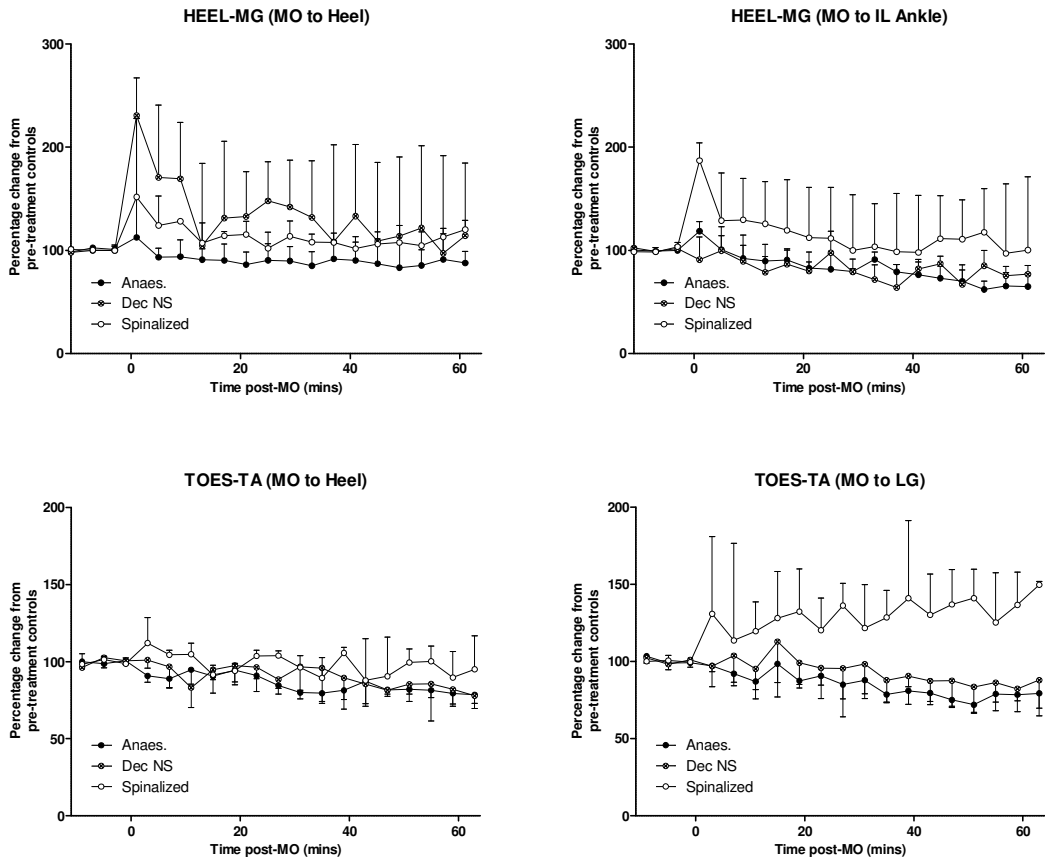 HEEL-MG (MO to Heel)
Percentage change from
pre-treatment controls
300
200
100
0
Anaes.
Dec NS
Spinalized
0 20 40 60
Time post-MO (mins)
HEEL-MG (MO to IL Ankle)
Percentage change from
pre-treatment controls
300
200
100
0
Anaes.
Dec NS
Spinalized
0 20 40 60
Time post-MO (mins)
TOES-TA (MO to Heel)
Percentage change from
pre-treatment controls
200
150
100
50
0
Anaes.
Dec NS
Spinalized
0 20 40 60
Time post-MO (mins)
TOES-TA (MO to LG)
Percentage change from
pre-treatment controls
200
150
100
50
0
Anaes.
Dec NS
Spinalized
0 20 40 60
Time post-MO (mins)